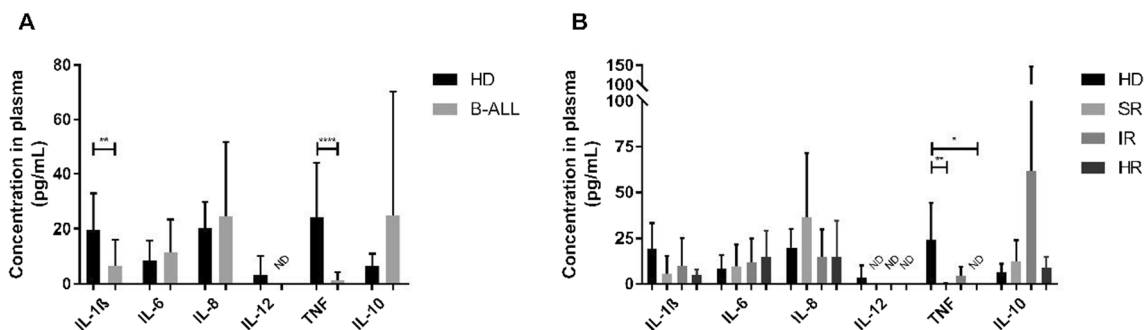 A
Concentration in plasma
(pg/mL)
80
60
40
20
0
**
ND
****
HD
B-ALL
IL-1ß
IL-6
IL-8
IL-12
TNF
IL-10
B
Concentration in plasma
(pg/mL)
150
100
100
75
50
25
0
ND
ND
ND
**
*
ND
HD
SR
IR
HR
IL-1ß
IL-6
IL-8
IL-12
TNF
IL-10